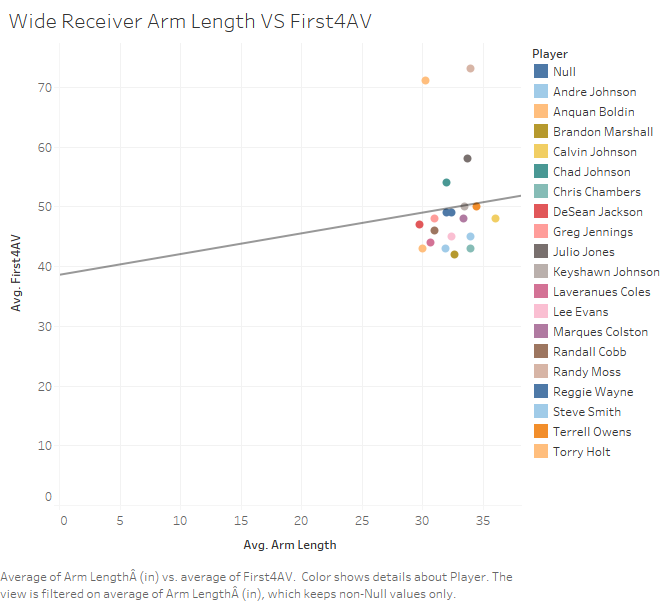 Wide Receiver Arm Length VS First4AV
Player
Null
Andre Johnson
Anquan Boldin
Brandon Marshall
Calvin Johnson
Chad Johnson
Chris Chambers
DeSean Jackson
Greg Jennings
Julio Jones
Keyshawn Johnson
Laveranues Coles
Lee Evans
Marques Colston
Randall Cobb
Randy Moss
Reggie Wayne
Steve Smith
Terrell Owens
Torry Holt
Avg. First4AV
70
60
50
40
30
20
10
0
0 5 10 15 20 25 30 35
Avg. Arm Length
Average of Arm LengthÂ (in) vs. average of First4AV.  Color shows details about Player. The
view is filtered on average of Arm LengthÂ (in), which keeps non-Null values only.